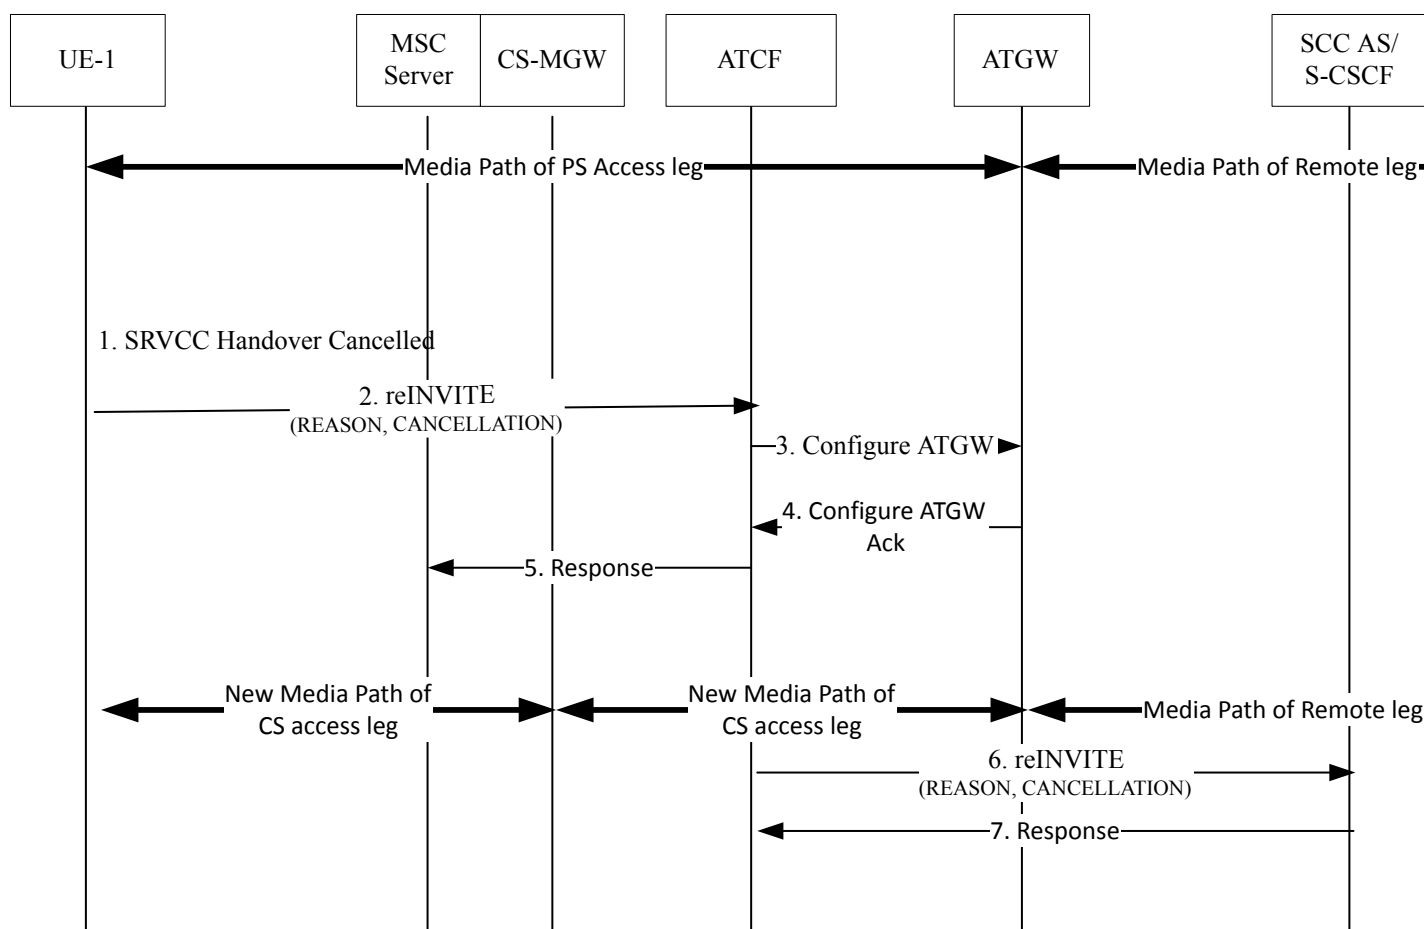 UE-1
MSC
Server
CS-MGW
ATCF
ATGW
SCC AS/
S-CSCF
Media Path of PS Access leg
Media Path of Remote leg
1. SRVCC Handover Cancelled
2. reINVITE
(REASON, CANCELLATION)
3. Configure ATGW
4. Configure ATGW
Ack
5. Response
New Media Path of
CS access leg
New Media Path of
CS access leg
Media Path of Remote leg
6. reINVITE
(REASON, CANCELLATION)
7. Response